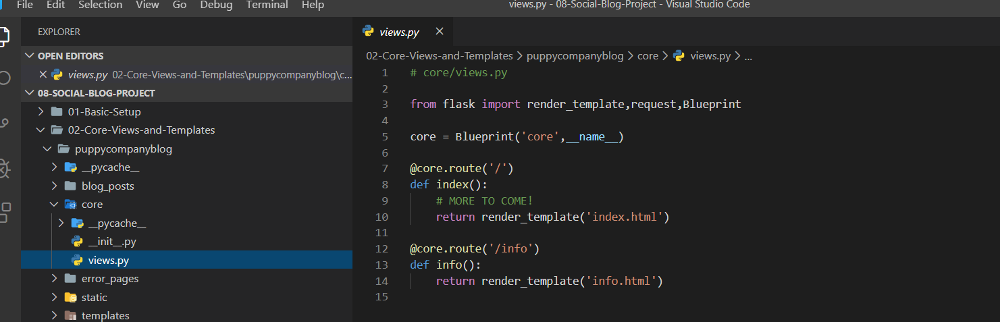 File Edit Selection View Go Debug Terminal Help views.py - 08-Social-Blog-Project - Visual Studio Code
EXPLORER
OPEN EDITORS
views.py 02-Core-Views-and-Templates\puppycompanyblog\c...
08-SOCIAL-BLOG-PROJECT
01-Basic-Setup
02-Core-Views-and-Templates
puppycompanyblog
__pycache__
blog_posts
core
__pycache__
__init__.py
views.py
error_pages
static
templates
views.py
02-Core-Views-and-Templates > puppycompanyblog > core > views.py > ...
1 # core/views.py
2
3 from flask import render_template,request,Blueprint
4
5 core = Blueprint('core',__name__)
6
7 @core.route('/')
8 def index():
9     # MORE TO COME!
10     return render_template('index.html')
11
12 @core.route('/info')
13 def info():
14     return render_template('info.html')
15